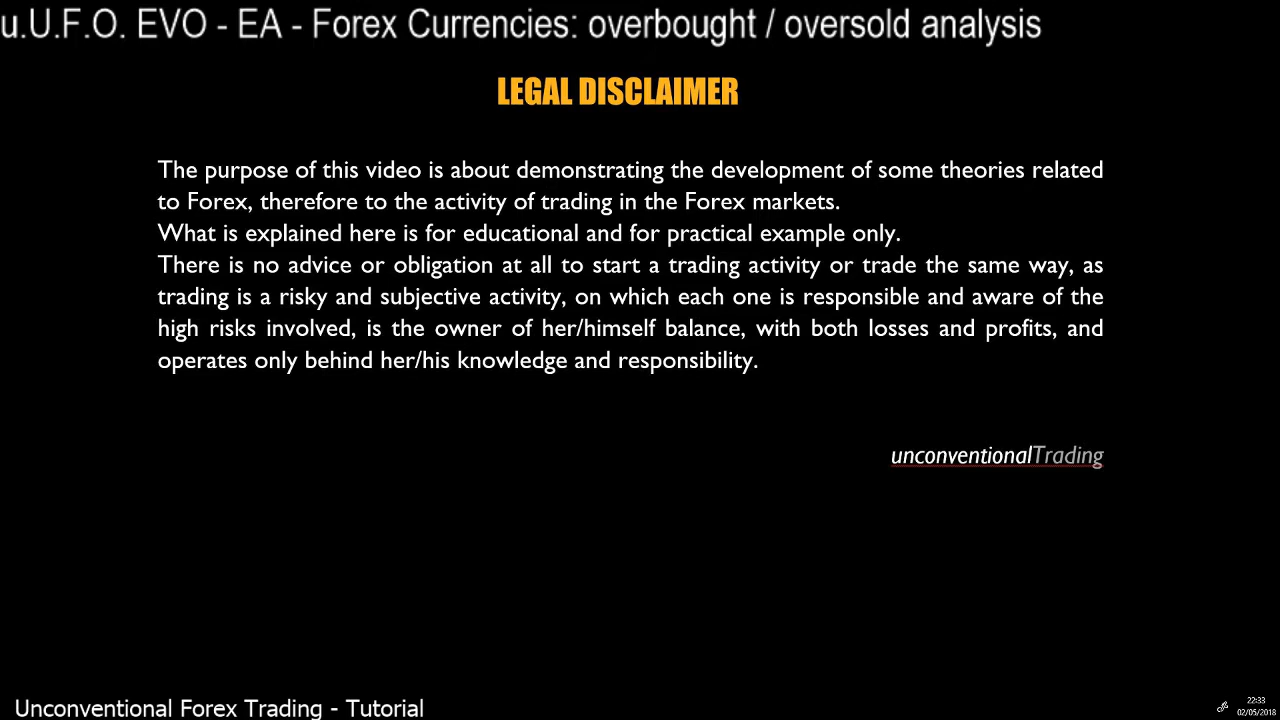 u.U.F.O. EVO - EA - Forex Currencies: overbought / oversold analysis
LEGAL DISCLAIMER
The purpose of this video is about demonstrating the development of some theories related
to Forex, therefore to the activity of trading in the Forex markets.
What is explained here is for educational and for practical example only.
There is no advice or obligation at all to start a trading activity or trade the same way, as
trading is a risky and subjective activity, on which each one is responsible and aware of the
high risks involved, is the owner of her/himself balance, with both losses and profits, and
operates only behind her/his knowledge and responsibility.
unconventionalTrading
Unconventional Forex Trading - Tutorial
22:33
02/05/2018